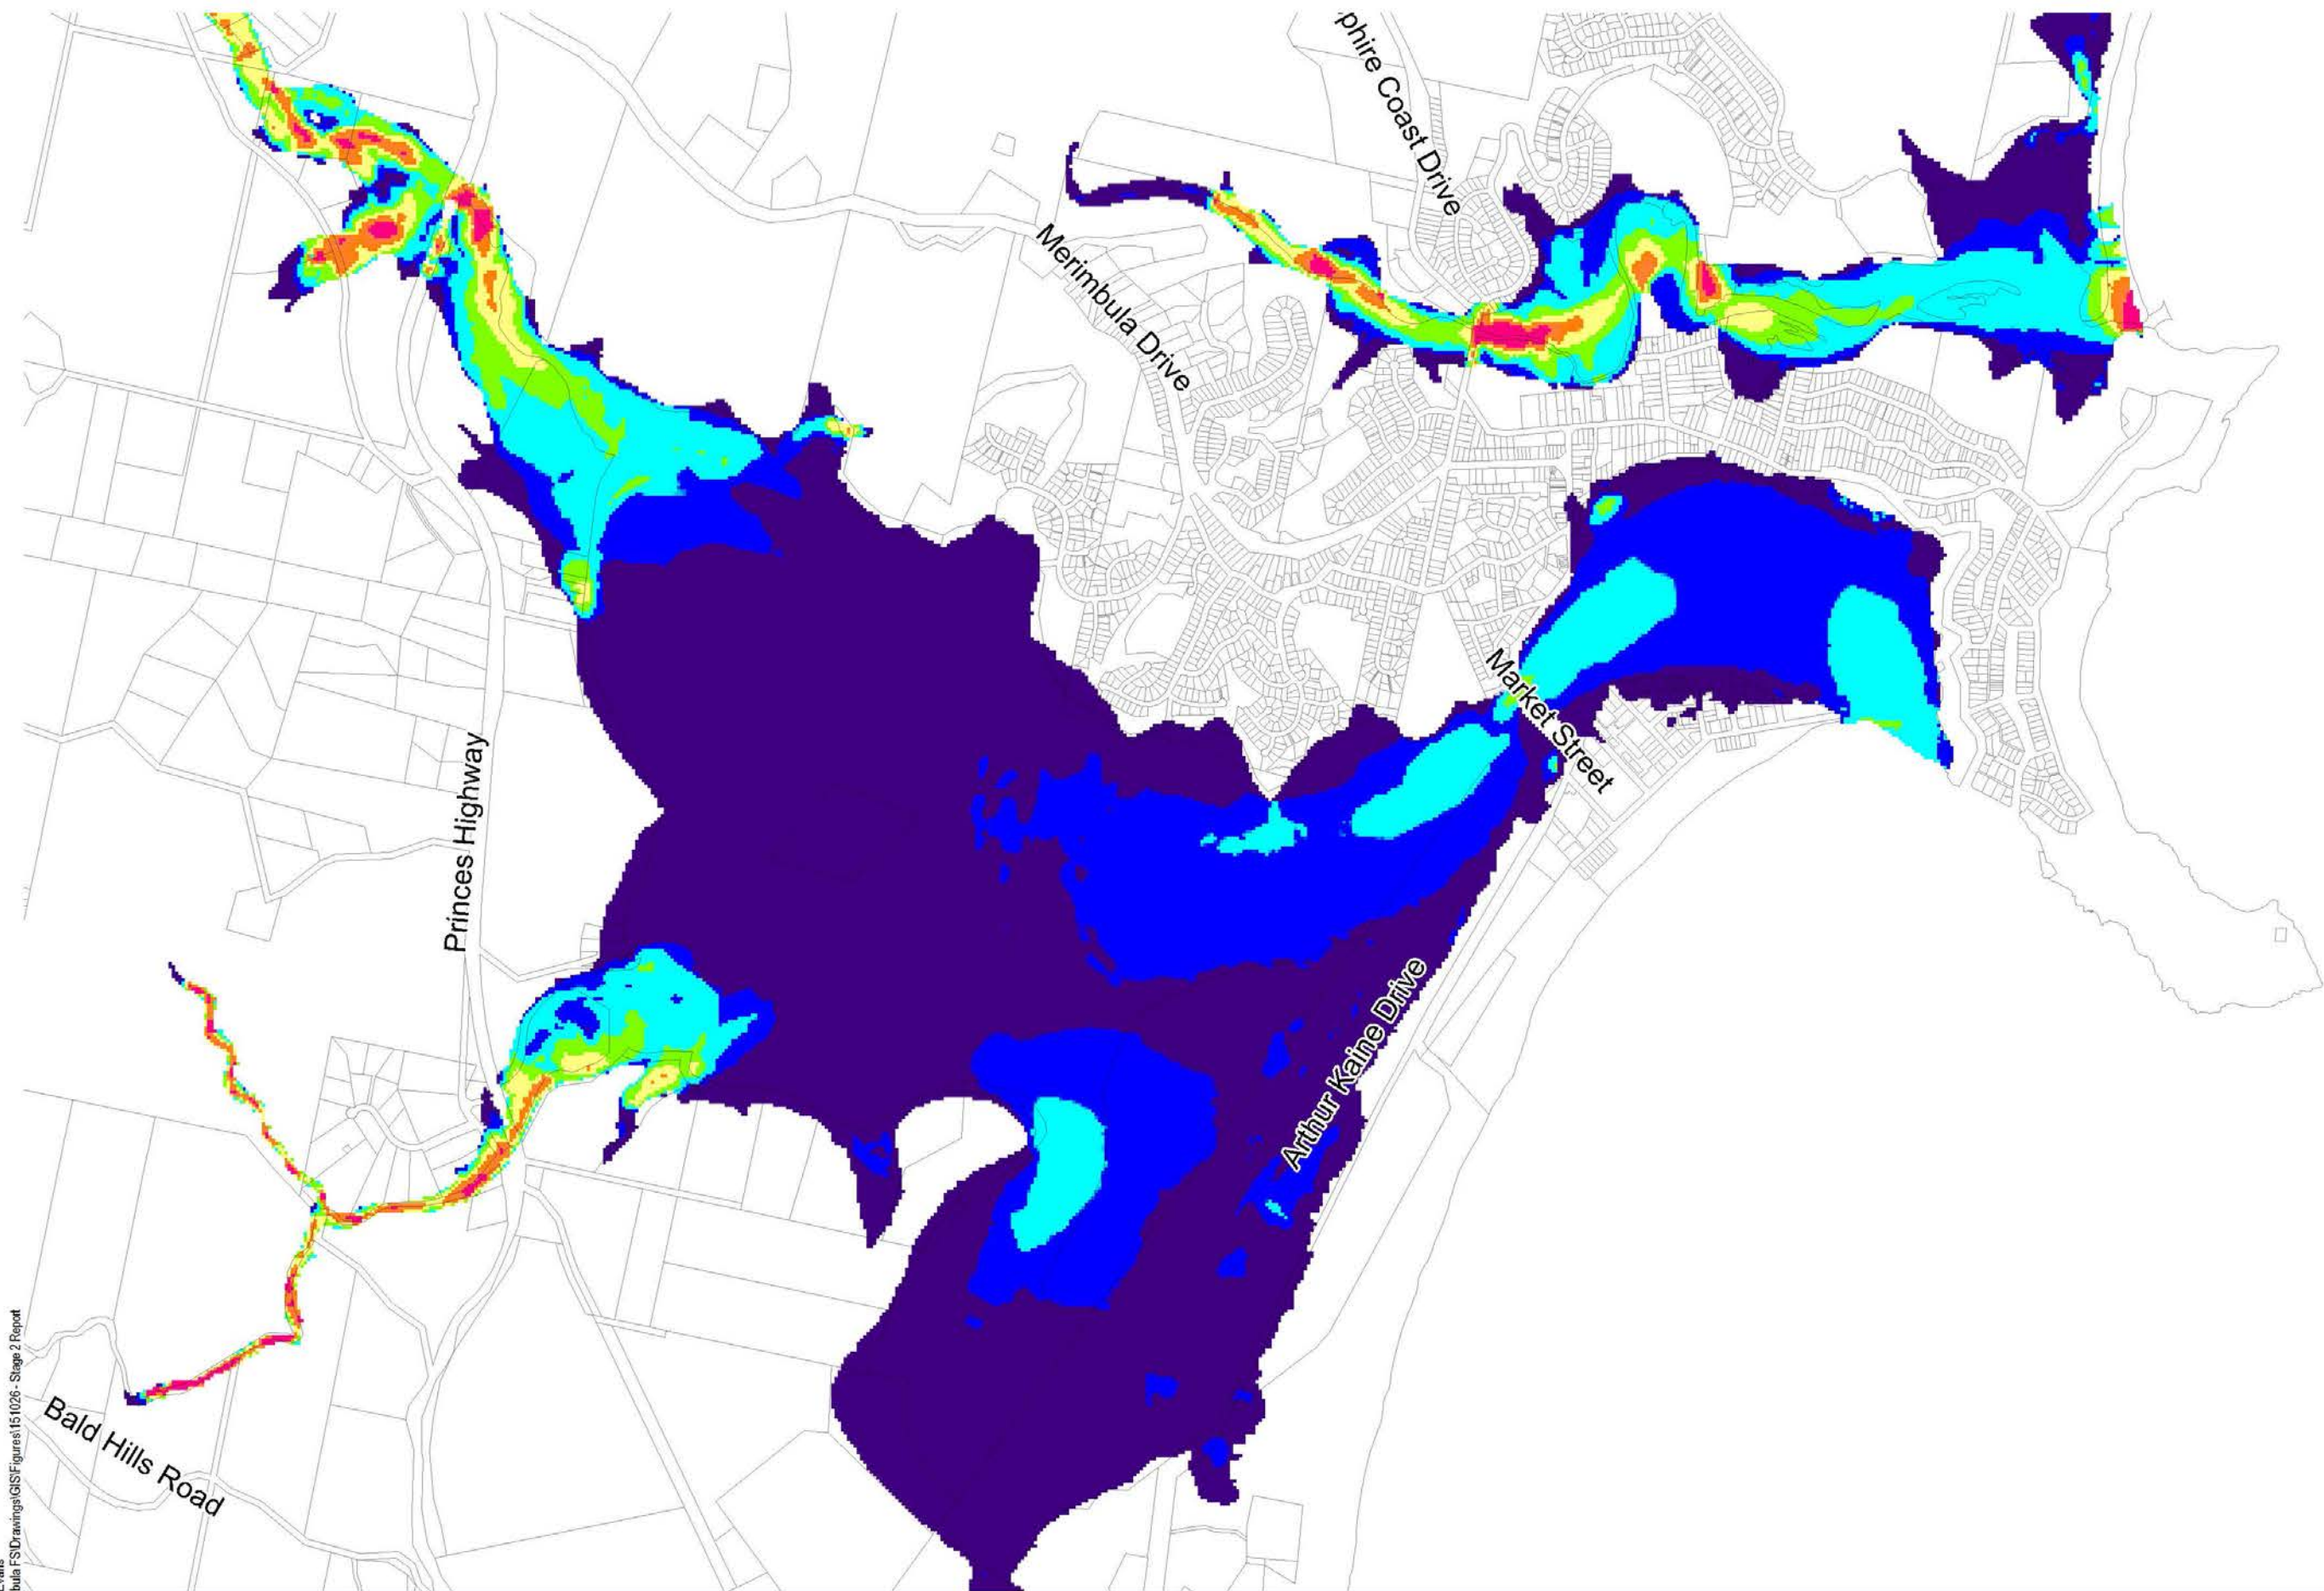 phire Coast Drive
Merimbula Drive
Market Street
Princes Highway
Arthur Kaine Drive
Bald Hills Road
bula FS\Drawings\GIS\Figures\151026 - Stage 2 Report